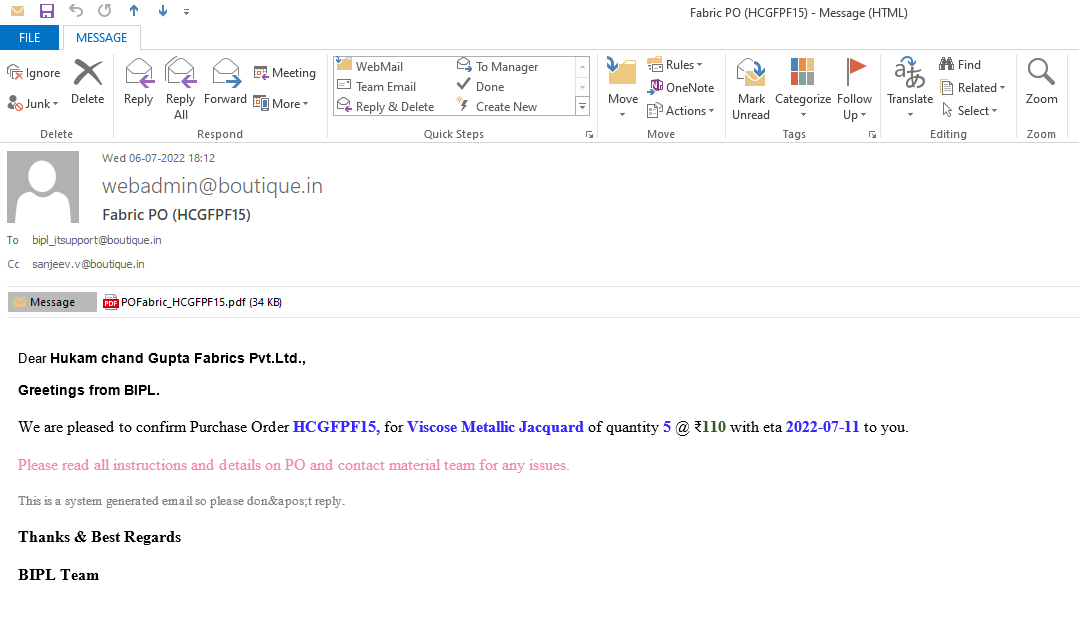 Fabric PO (HCGFPF15) - Message (HTML)
FILE MESSAGE
Ignore
Junk
Delete
Reply
Reply All
Forward
Meeting
More
WebMail
Team Email
Reply & Delete
To Manager
Done
Create New
Move
Rules
OneNote
Actions
Mark Unread
Categorize
Follow Up
Translate
Find
Related
Select
Zoom
Delete Respond Quick Steps Move Tags Editing Zoom
Wed 06-07-2022 18:12
webadmin@boutique.in
Fabric PO (HCGFPF15)
To bipl_itsupport@boutique.in
Cc sanjeev.v@boutique.in
Message PDF POFabric_HCGFPF15.pdf (34 KB)
Dear Hukam chand Gupta Fabrics Pvt.Ltd.,
Greetings from BIPL.
We are pleased to confirm Purchase Order HCGFPF15, for Viscose Metallic Jacquard of quantity 5 @ ₹110 with eta 2022-07-11 to you.
Please read all instructions and details on PO and contact material team for any issues.
This is a system generated email so please don&apos;t reply.
Thanks & Best Regards
BIPL Team